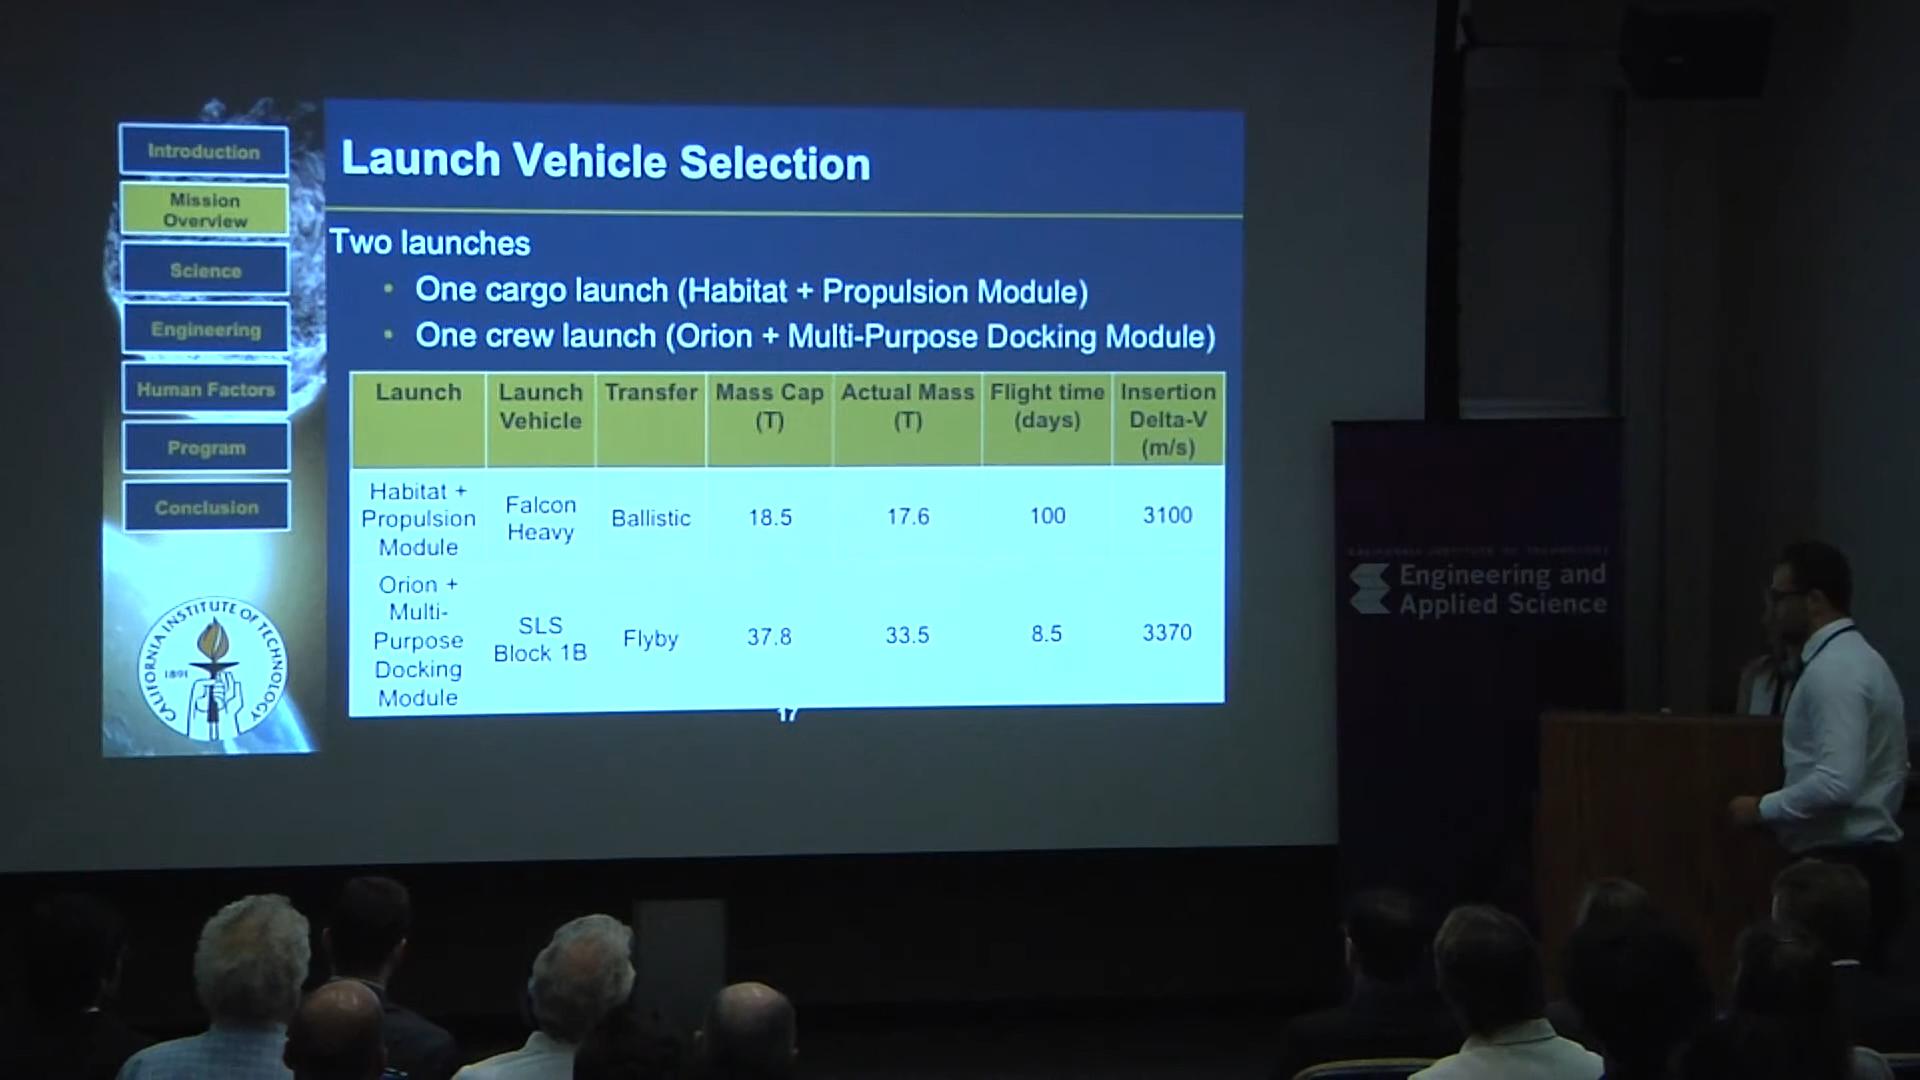 Introduction
Mission
Overview
Science
Engineering
Human Factors
Program
Conclusion
CALIFORNIA INSTITUTE OF TECHNOLOGY
1891
Launch Vehicle Selection
Two launches
• One cargo launch (Habitat + Propulsion Module)
• One crew launch (Orion + Multi-Purpose Docking Module)
Launch
Launch
Vehicle
Transfer
Mass Cap
(T)
Actual Mass
(T)
Flight time
(days)
Insertion
Delta-V
(m/s)
Habitat +
Propulsion
Module
Falcon
Heavy
Ballistic
18.5
17.6
100
3100
Orion +
Multi-
Purpose
Docking
Module
SLS
Block 1B
Flyby
37.8
33.5
8.5
3370
17
CALIFORNIA INSTITUTE OF TECHNOLOGY
Engineering and
Applied Science